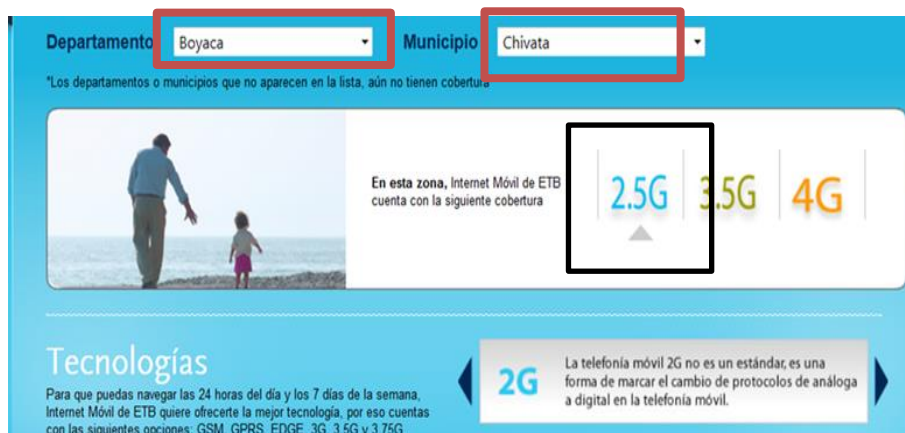 Departamento Boyaca Municipio Chivata
*Los departamentos o municipios que no aparecen en la lista, aún no tienen cobertura
En esta zona, Internet Móvil de ETB
cuenta con la siguiente cobertura
2.5G 3.5G 4G
Tecnologías
Para que puedas navegar las 24 horas del día y los 7 días de la semana,
Internet Móvil de ETB quiere ofrecerte la mejor tecnología, por eso cuentas
con las siguientes opciones: GSM, GPRS, EDGE, 3G, 3.5G y 3.75G
2G
La telefonía móvil 2G no es un estándar, es una
forma de marcar el cambio de protocolos de análoga
a digital en la telefonía móvil.